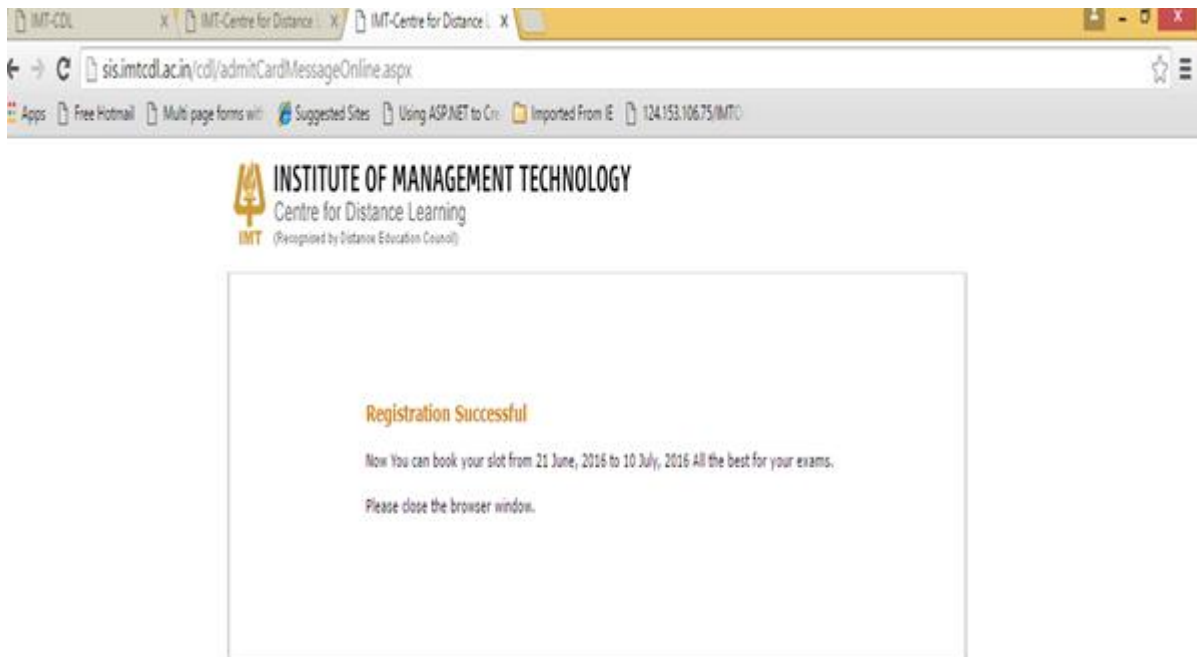 IMT-CDL
IMT-Centre for Distance L
IMT-Centre for Distance L
sis.imtcdl.ac.in/cdl/admitCardMessageOnline.aspx
Apps
Free Hotmail
Multi page forms wit
Suggested Sites
Using ASP.NET to Cre
Imported From IE
124.153.106.75/IMT
INSTITUTE OF MANAGEMENT TECHNOLOGY
Centre for Distance Learning
IMT
(Recognised by Distance Education Council)
Registration Successful
Now You can book your slot from 21 June, 2016 to 10 July, 2016 All the best for your exams.
Please close the browser window.